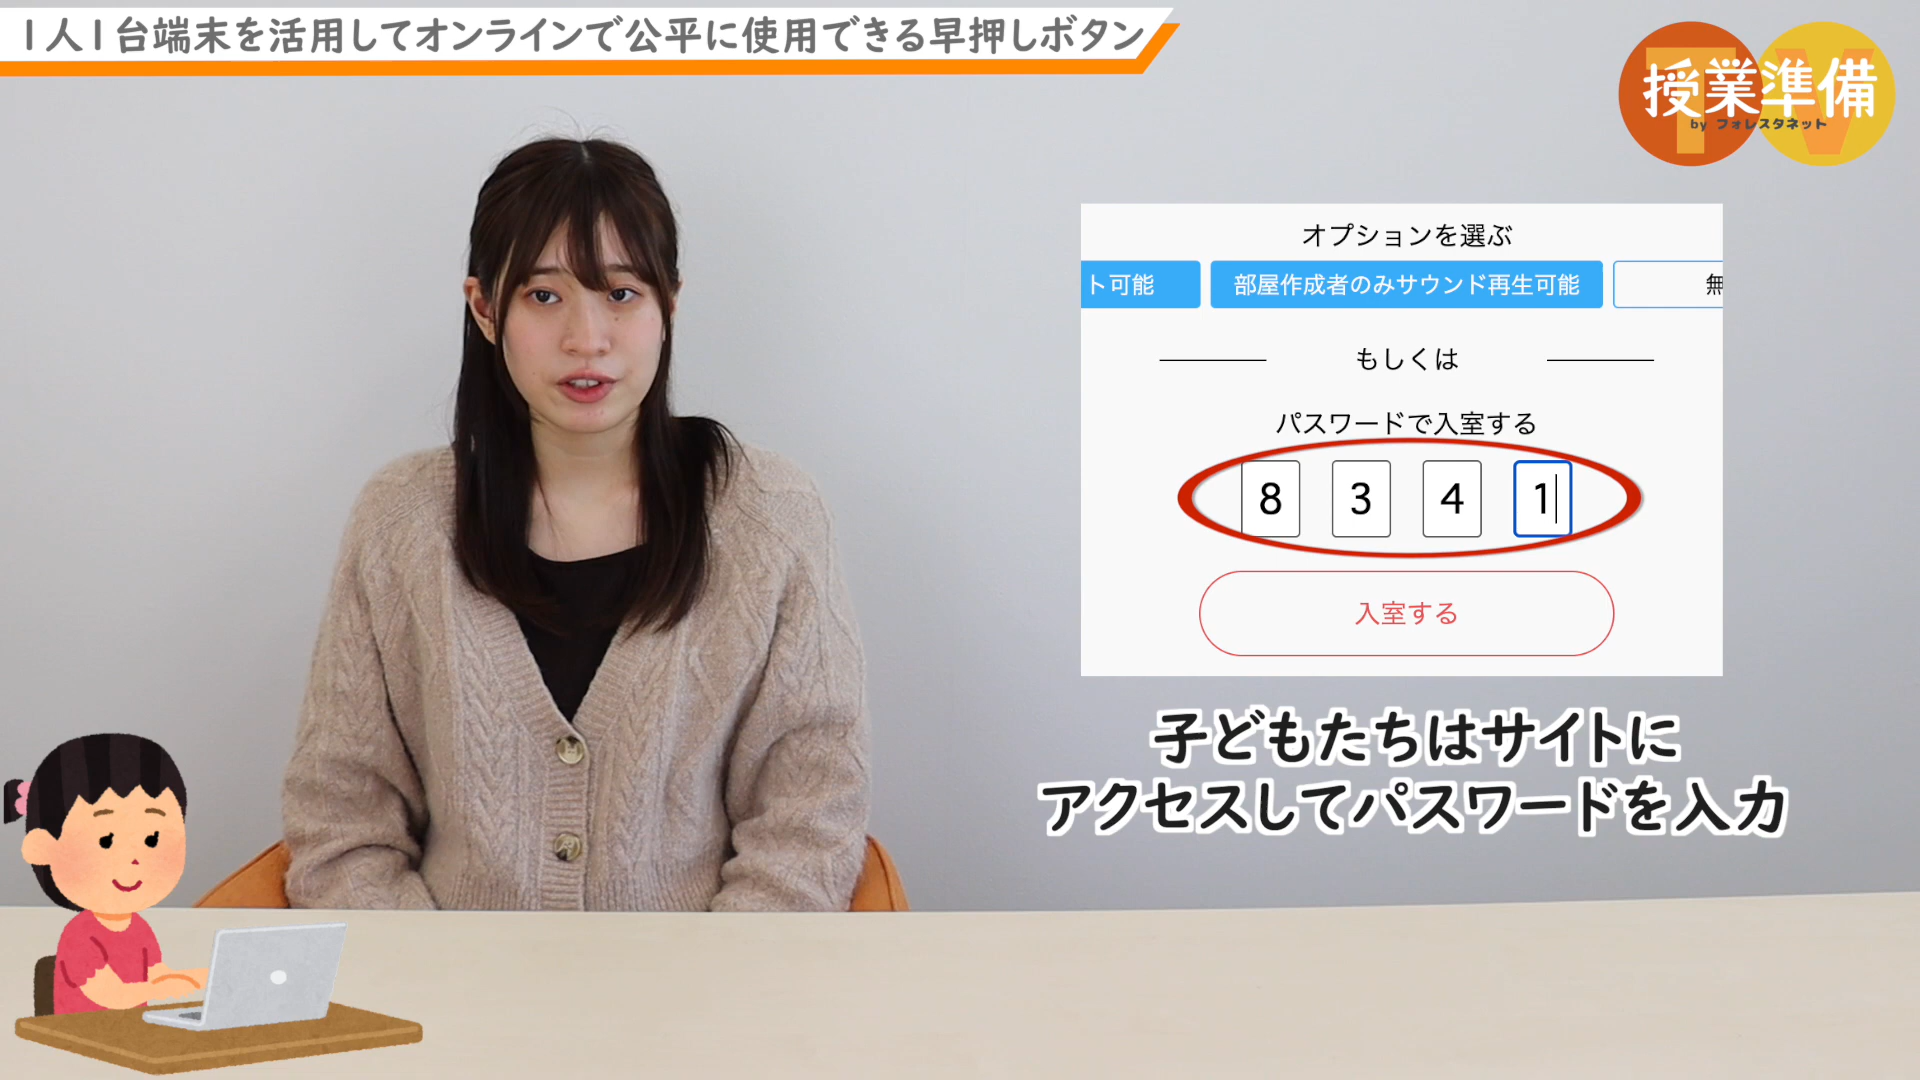 1人1台端末を活用してオンラインで公平に使用できる早押しボタン
TV
授業準備
by フォレスタネット
オプションを選ぶ
ト可能
部屋作成者のみサウンド再生可能
無
もしくは
パスワードで入室する
8 3 4 1
入室する
子どもたちはサイトに
アクセスしてパスワードを入力